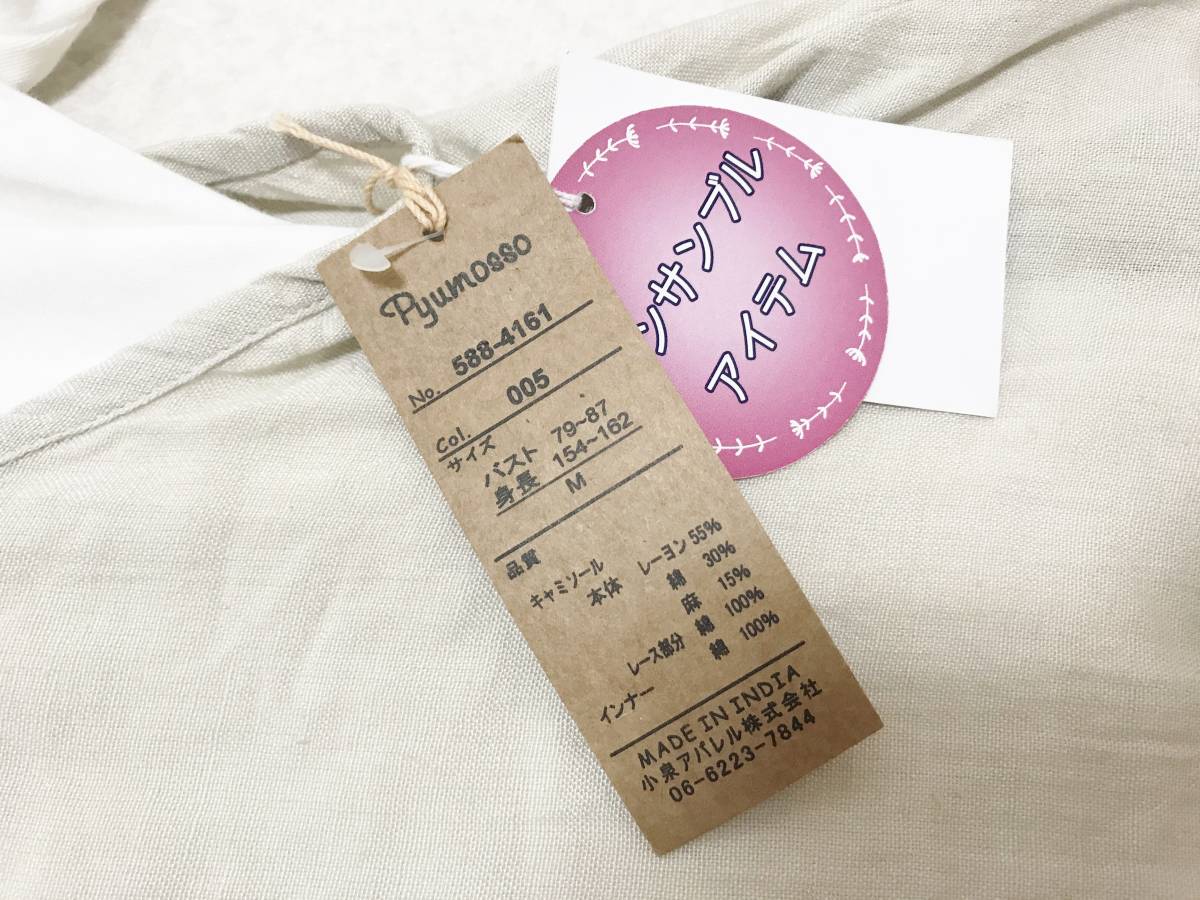 Pyumosso
No. 588-4161
Col. 005
サイズ
バスト 79~87
身長 154~162
M
品質
キャミソール
本体 レーヨン 55%
綿 30%
麻 15%
レース部分 綿 100%
インナー 綿 100%
MADE IN INDIA
小泉アパレル株式会社
06-6223-7844
ンサンブル
アイテム